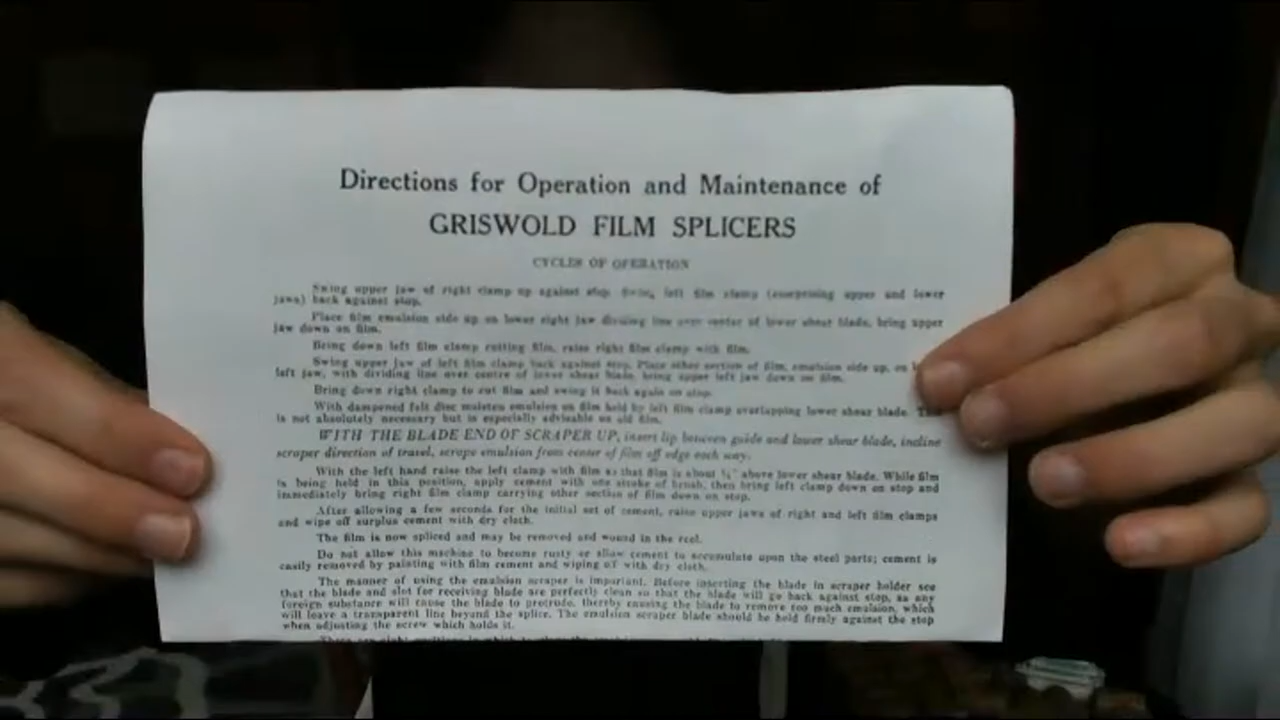 Directions for Operation and Maintenance of
GRISWOLD FILM SPLICERS
CYCLES OF OPERATION
Swing upper jaw of right clamp up against stop. Swing left film clamp (comprising upper and lower
jaws) back against stop.
Place film emulsion side up on lower right jaw dividing line over center of lower shear blade, bring upper
jaw down on film.
Bring down left film clamp cutting film, raise right film clamp with film.
Swing upper jaw of left film clamp back against stop. Place other section of film, emulsion side up, on
left jaw, with dividing line over centre of lower shear blade, bring upper left jaw down on film.
Bring down right clamp to cut film and swing it back again on stop.
With dampened felt disc moisten emulsion on film held by left film clamp overlapping lower shear blade.
is not absolutely necessary but is especially advisable on old film.
WITH THE BLADE END OF SCRAPER UP, insert lip between guide and lower shear blade, incline
scraper direction of travel, scrape emulsion from center of film off edge each way.
With the left hand raise the left clamp with film so that film is about ¼" above lower shear blade. While film
is being held in this position, apply cement with one stroke of brush, then bring left clamp down on stop and
immediately bring right film clamp carrying other section of film down on stop.
After allowing a few seconds for the initial set of cement, raise upper jaws of right and left film clamps
and wipe off surplus cement with dry cloth.
The film is now spliced and may be removed and wound in the reel.
Do not allow this machine to become rusty or allow cement to accumulate upon the steel parts; cement is
easily removed by painting with film cement and wiping off with dry cloth.
The manner of using the emulsion scraper is important. Before inserting the blade in scraper holder see
that the blade and slot for receiving blade are perfectly clean so that the blade will go back against stop, as any
foreign substance will cause the blade to protrude, thereby causing the blade to remove too much emulsion, which
will leave a transparent line beyond the splice. The emulsion scraper blade should be held firmly against the stop
when adjusting the screw which holds it.